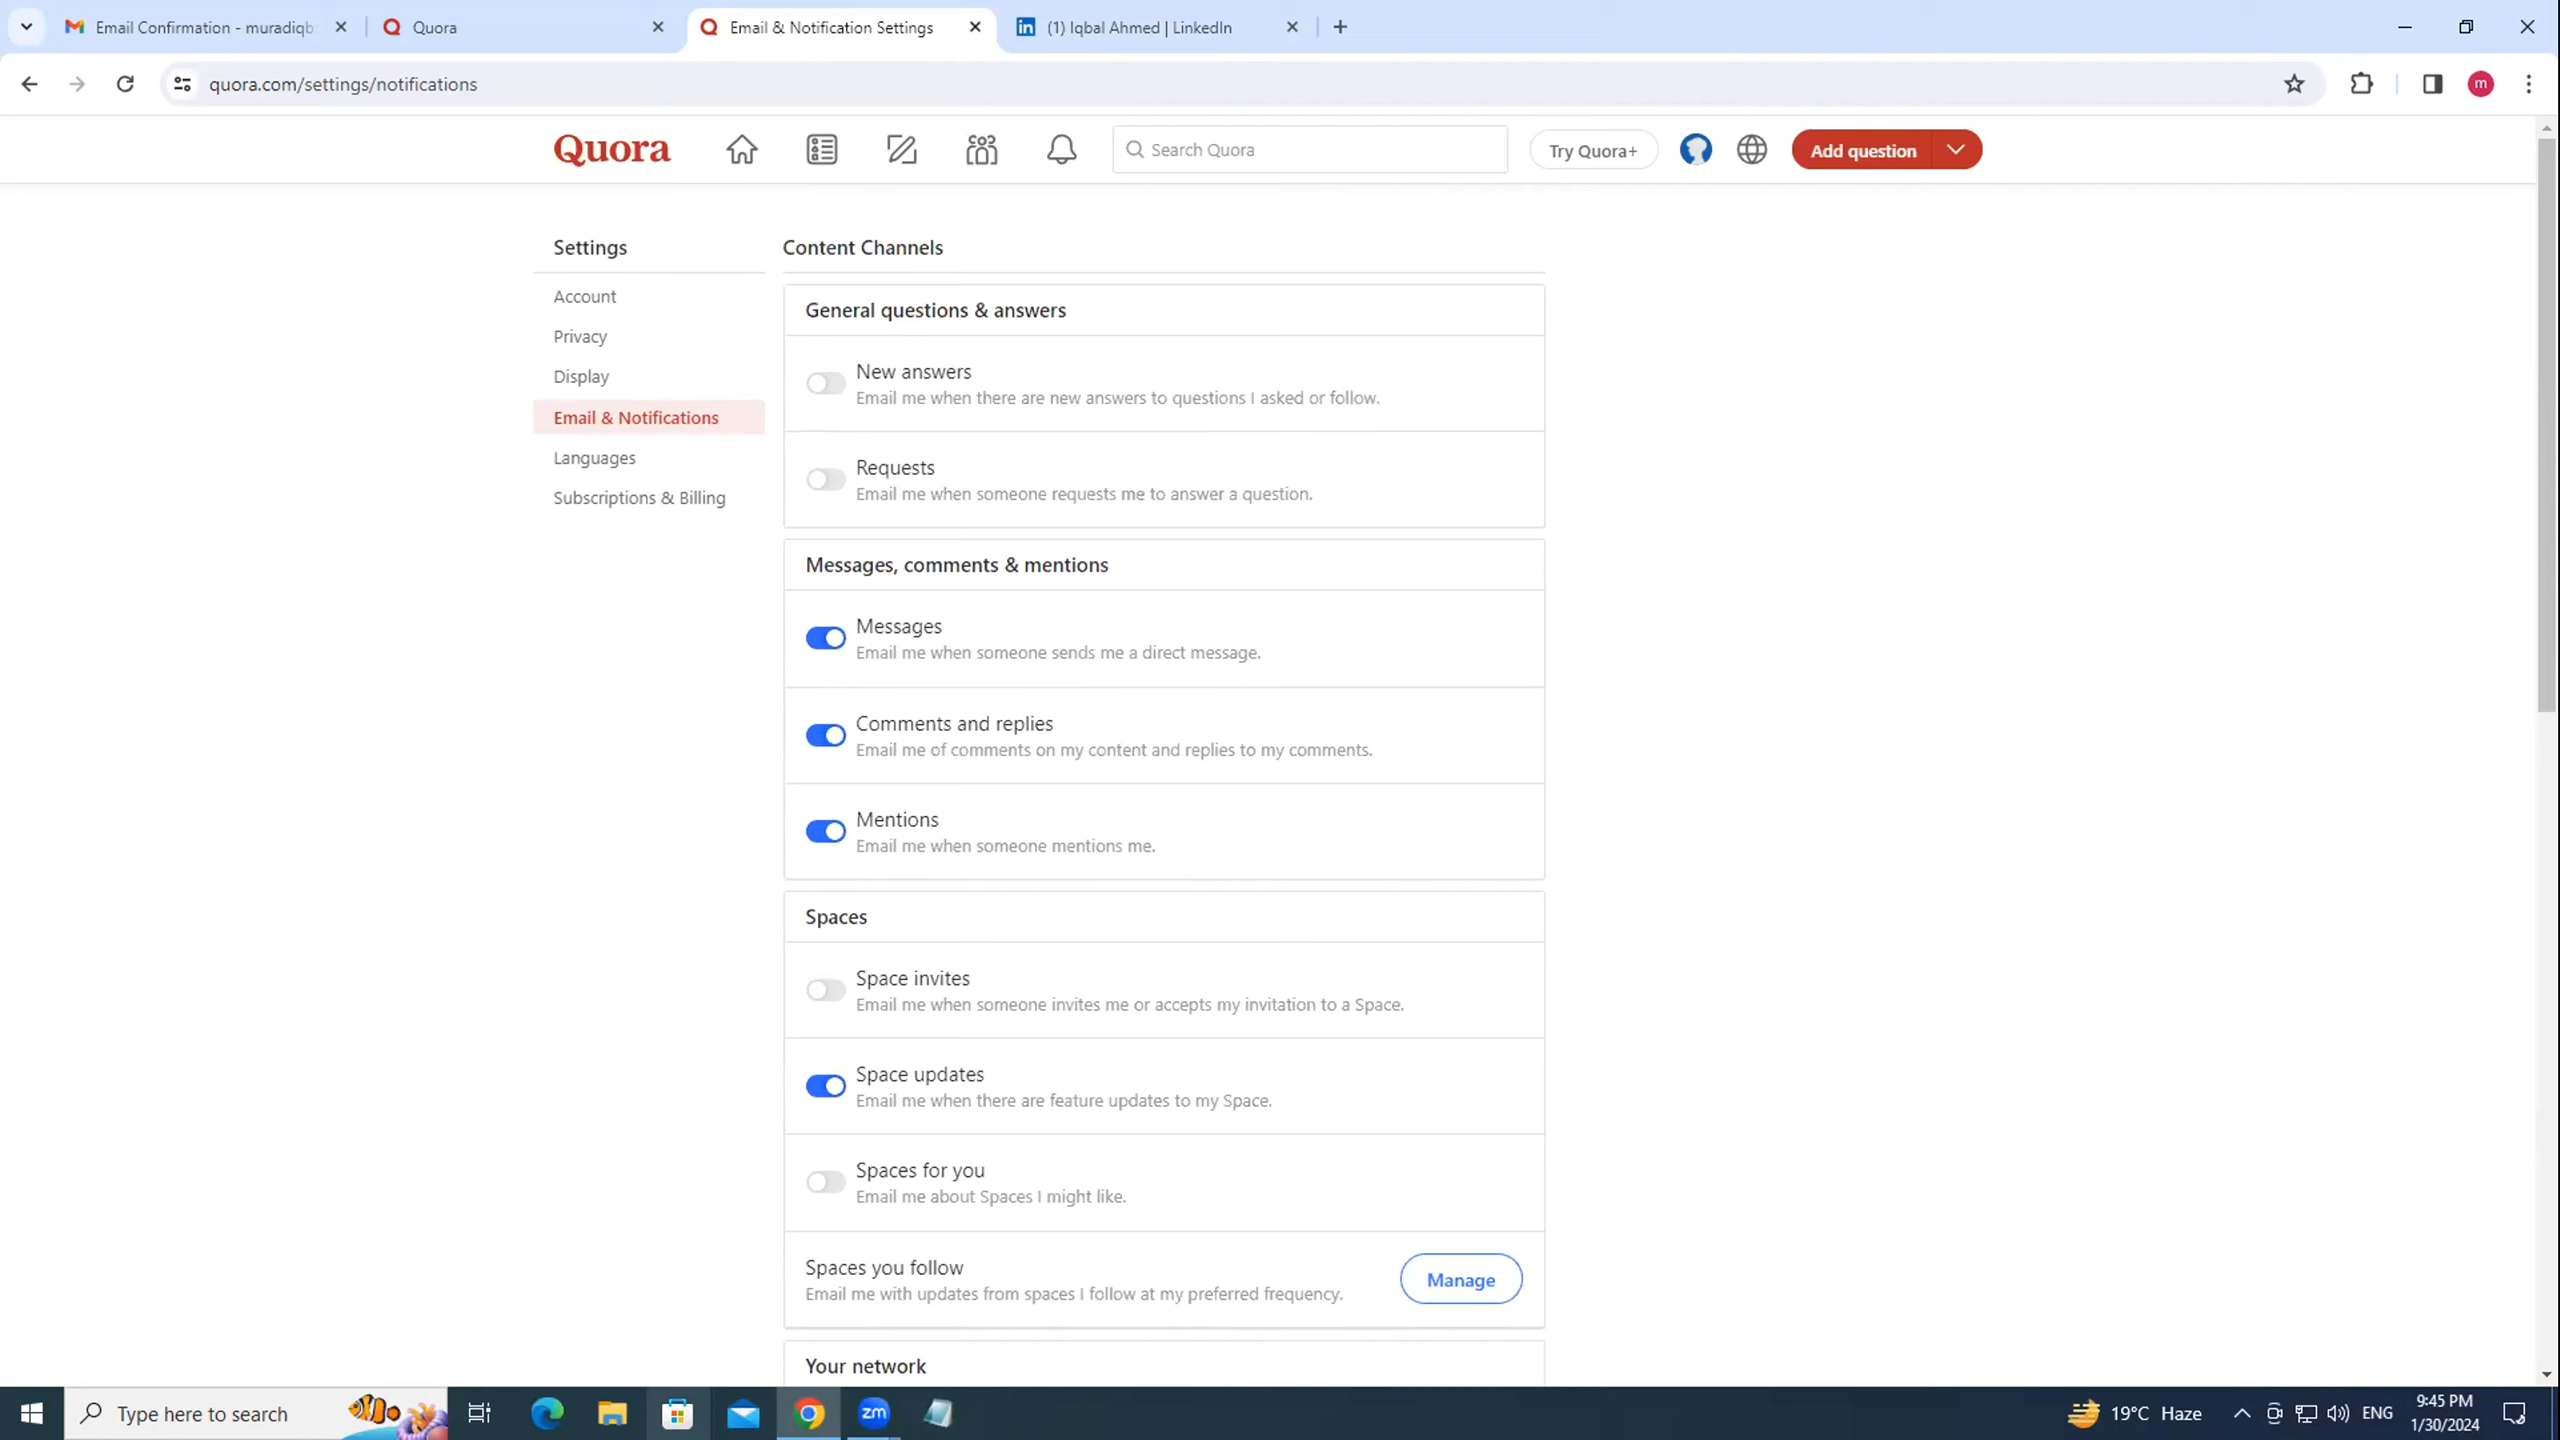 Email Confirmation - muradiqb
Quora
Email & Notification Settings
(1) Iqbal Ahmed | LinkedIn
quora.com/settings/notifications
m
Quora
Search Quora
Try Quora+
Add question
Settings
Account
Privacy
Display
Email & Notifications
Languages
Subscriptions & Billing
Content Channels
General questions & answers
New answers
Email me when there are new answers to questions I asked or follow.
Requests
Email me when someone requests me to answer a question.
Messages, comments & mentions
Messages
Email me when someone sends me a direct message.
Comments and replies
Email me of comments on my content and replies to my comments.
Mentions
Email me when someone mentions me.
Spaces
Space invites
Email me when someone invites me or accepts my invitation to a Space.
Space updates
Email me when there are feature updates to my Space.
Spaces for you
Email me about Spaces I might like.
Spaces you follow
Email me with updates from spaces I follow at my preferred frequency.
Manage
Your network
Type here to search
zm
19°C Haze
ENG
9:45 PM
1/30/2024